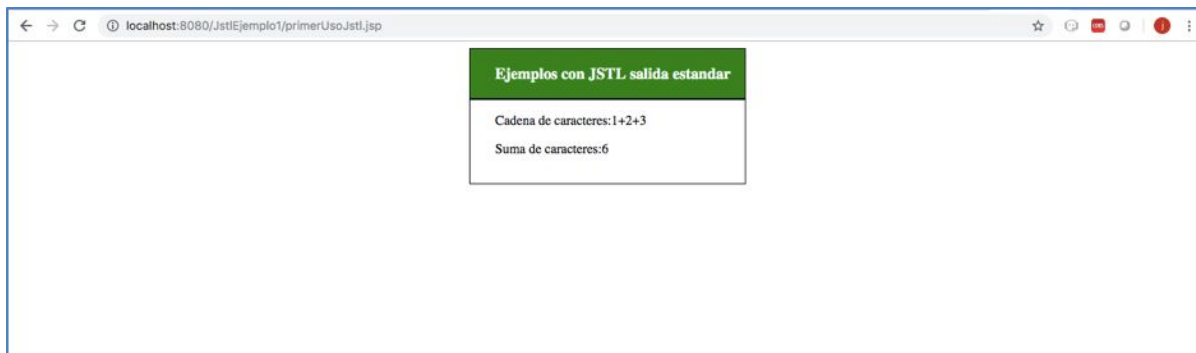 localhost:8080/JstlEjemplo1/primerUsoJstl.jsp
Ejemplos con JSTL salida estandar
Cadena de caracteres:1+2+3
Suma de caracteres:6